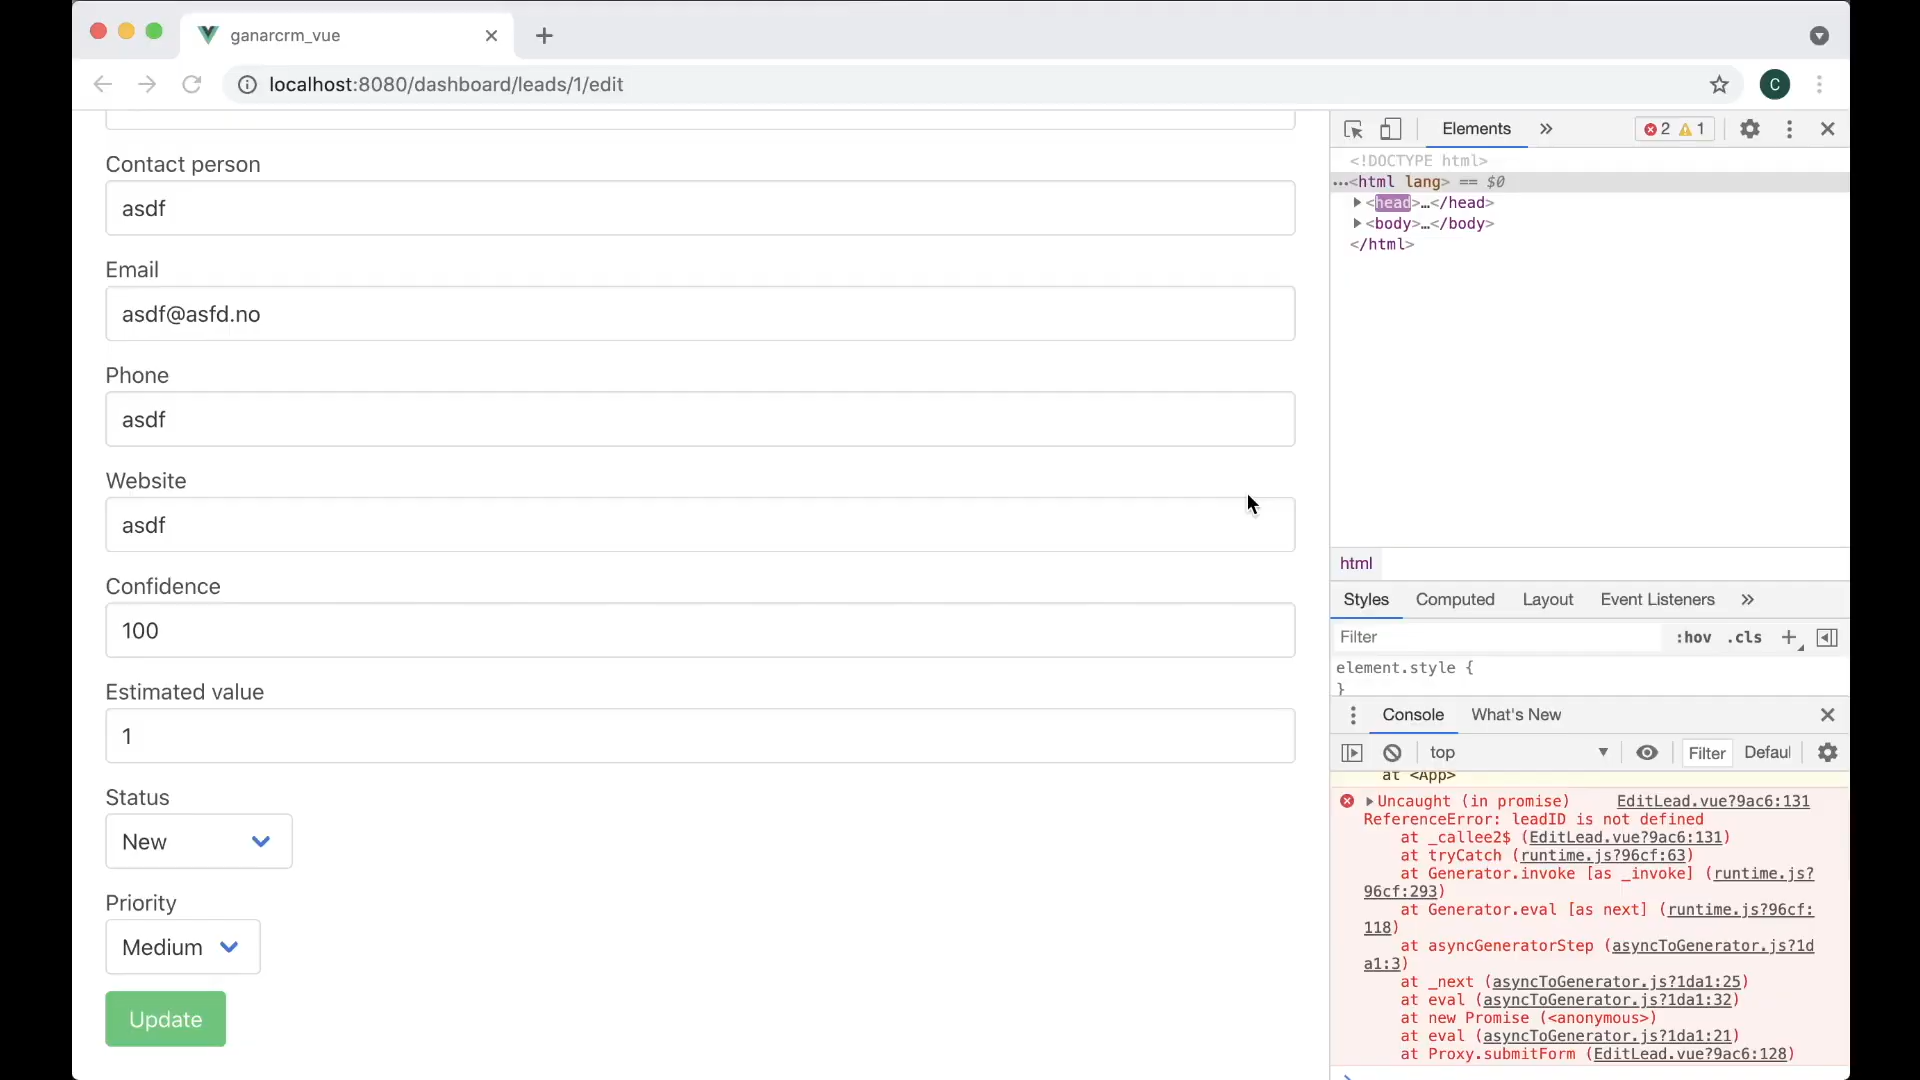 ganarcrm_vue
localhost:8080/dashboard/leads/1/edit
C
Contact person
asdf
Email
asdf@asfd.no
Phone
asdf
Website
asdf
Confidence
100
Estimated value
1
Status
New
Priority
Medium
Update
Elements
2 1
<!DOCTYPE html>
…<html lang> == $0
<head>…</head>
<body>…</body>
</html>
html
Styles Computed Layout Event Listeners
Filter :hov .cls
element.style {
}
Console What's New
top Filter Defaul
at <App>
Uncaught (in promise) EditLead.vue?9ac6:131
ReferenceError: leadID is not defined
at _callee2$ (EditLead.vue?9ac6:131)
at tryCatch (runtime.js?96cf:63)
at Generator.invoke [as _invoke] (runtime.js?
96cf:293)
at Generator.eval [as next] (runtime.js?96cf:
118)
at asyncGeneratorStep (asyncToGenerator.js?1d
a1:3)
at _next (asyncToGenerator.js?1da1:25)
at eval (asyncToGenerator.js?1da1:32)
at new Promise (<anonymous>)
at eval (asyncToGenerator.js?1da1:21)
at Proxy.submitForm (EditLead.vue?9ac6:128)